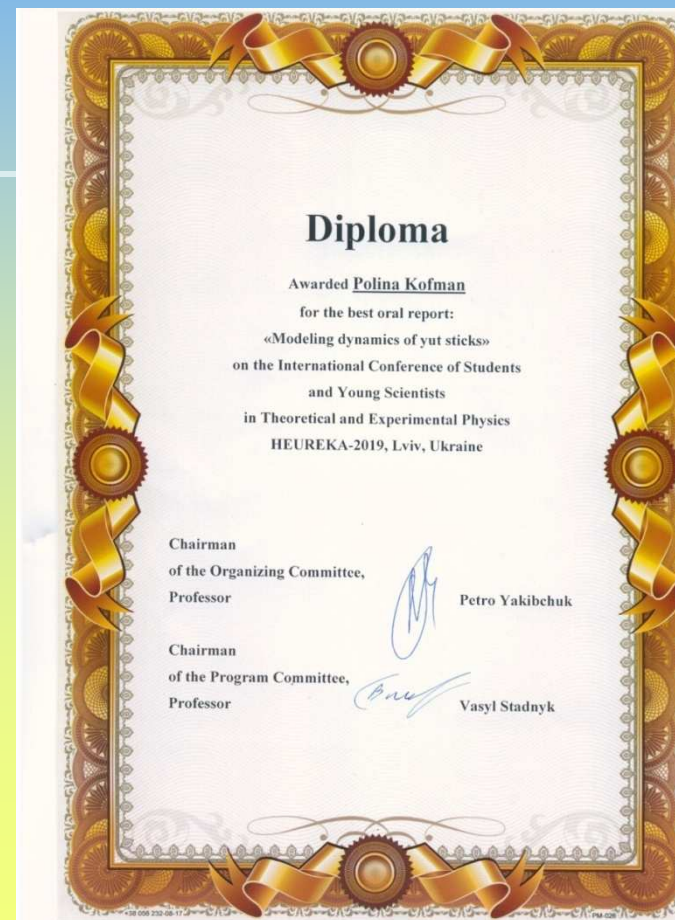 Diploma
Awarded Polina Kofman
for the best oral report:
«Modeling dynamics of yut sticks»
on the International Conference of Students
and Young Scientists
in Theoretical and Experimental Physics
HEUREKA-2019, Lviv, Ukraine
Chairman
of the Organizing Committee,
Professor Petro Yakibchuk
Chairman
of the Program Committee,
Professor Vasyl Stadnyk